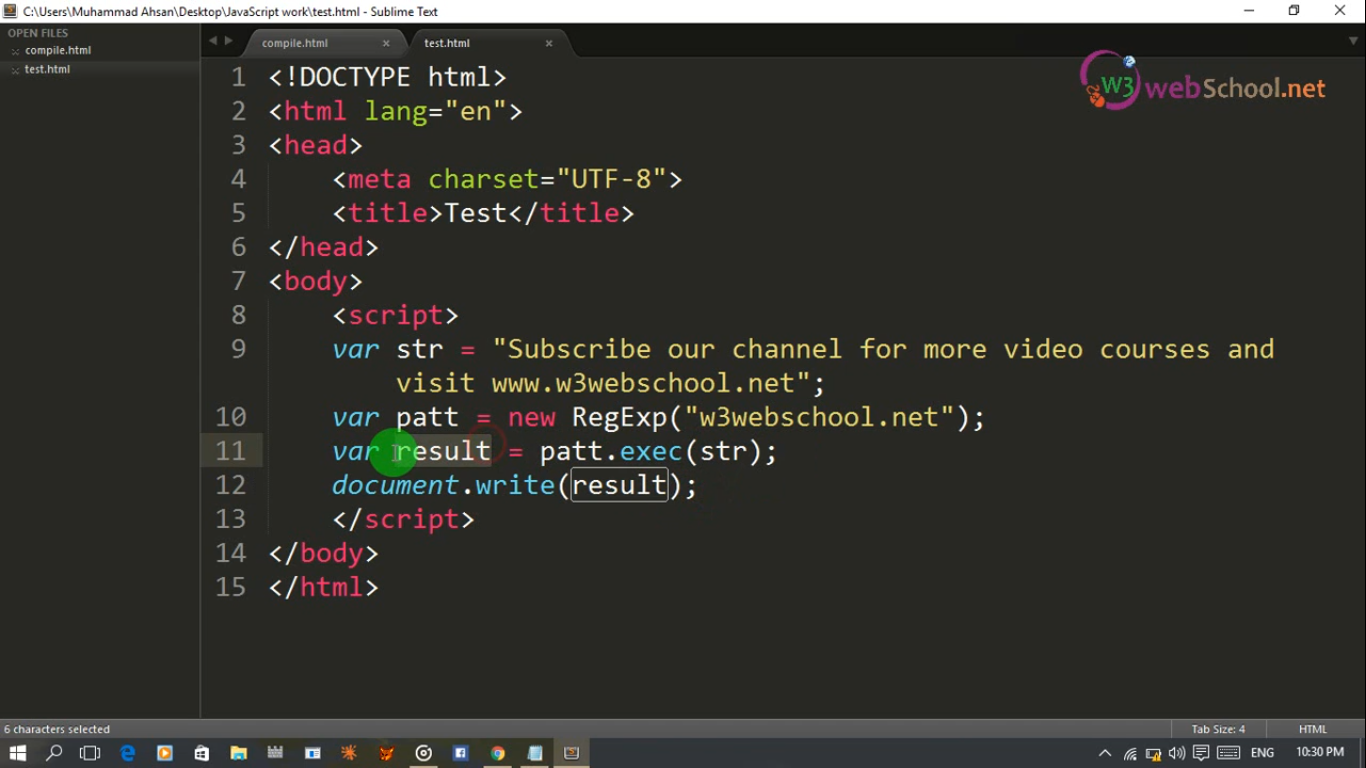 C:\Users\Muhammad Ahsan\Desktop\JavaScript work\test.html - Sublime Text
OPEN FILES
compile.html
test.html
compile.html
test.html
W3 webSchool.net
1 <!DOCTYPE html>
2 <html lang="en">
3 <head>
4 <meta charset="UTF-8">
5 <title>Test</title>
6 </head>
7 <body>
8 <script>
9 var str = "Subscribe our channel for more video courses and
visit www.w3webschool.net";
10 var patt = new RegExp("w3webschool.net");
11 var result = patt.exec(str);
12 document.write(result);
13 </script>
14 </body>
15 </html>
6 characters selected
Tab Size: 4
HTML
ENG
10:30 PM